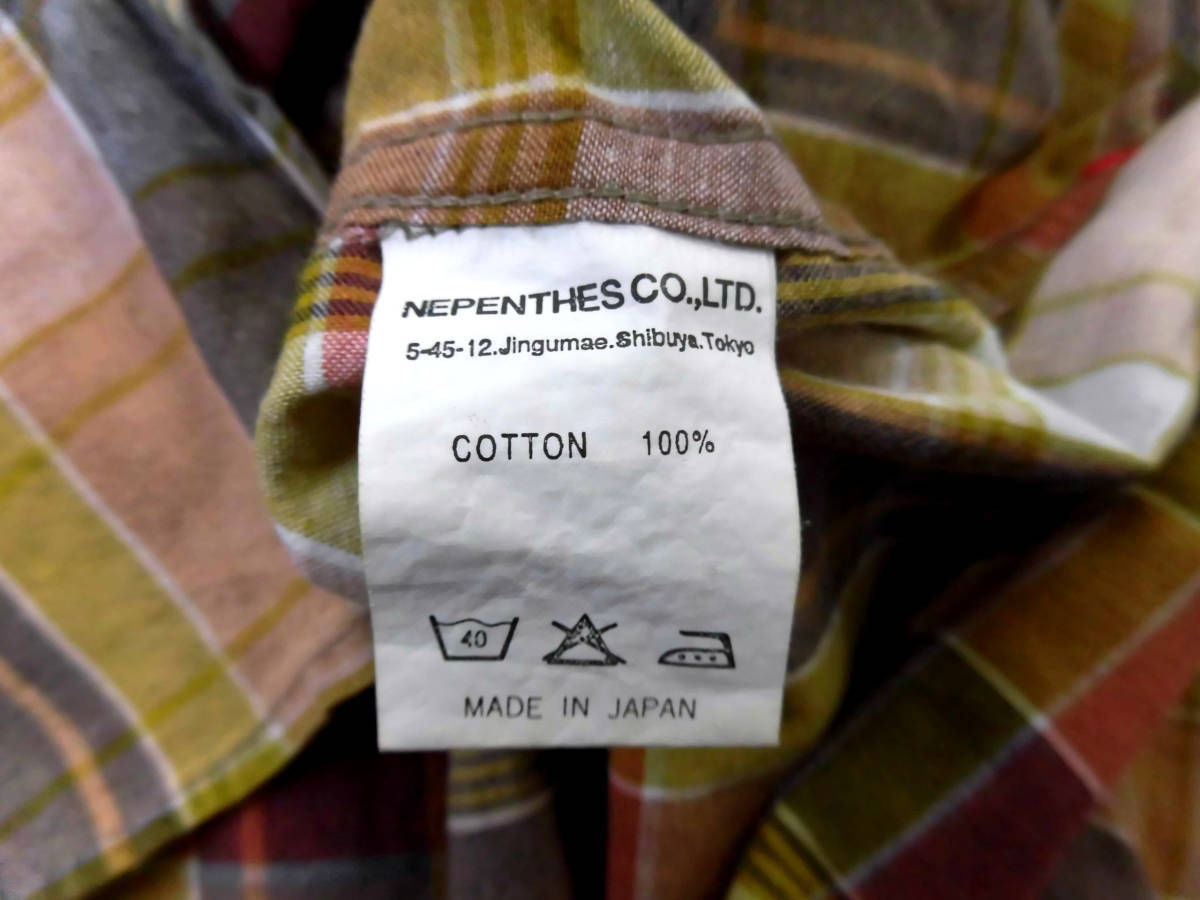 NEPENTHES CO.,LTD.
5-45-12.Jingumae.Shibuya.Tokyo
COTTON 100%
40
MADE IN JAPAN